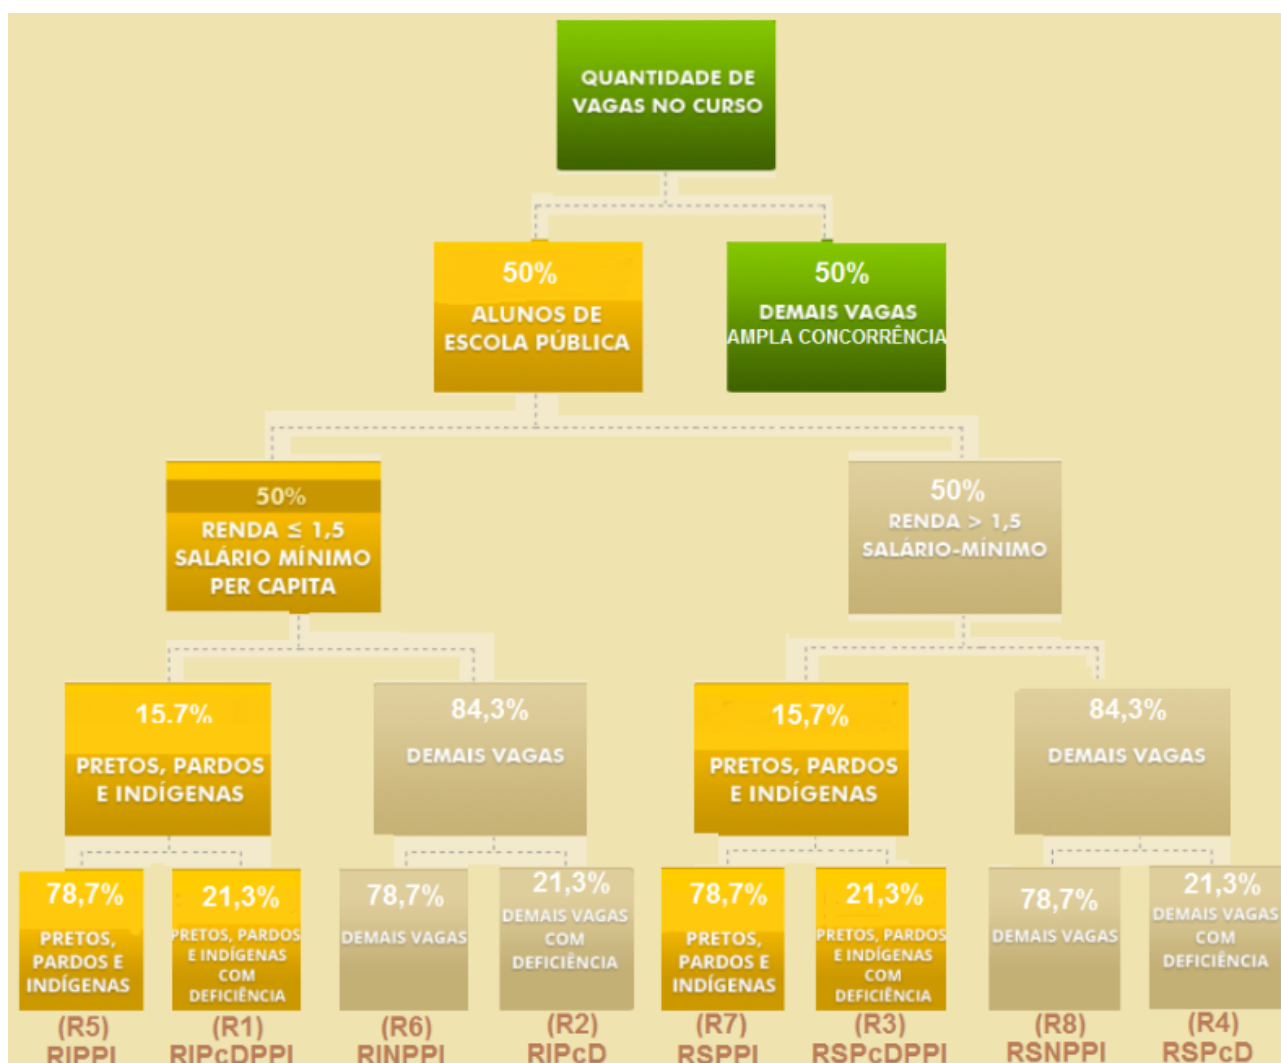 QUANTIDADE DE
VAGAS NO CURSO
50%
ALUNOS DE
ESCOLA PÚBLICA
50%
DEMAIS VAGAS
AMPLA CONCORRÊNCIA
50%
RENDA ≤ 1,5
SALÁRIO MÍNIMO
PER CAPITA
50%
RENDA > 1,5
SALÁRIO-MÍNIMO
15.7%
PRETOS, PARDOS
E INDÍGENAS
84,3%
DEMAIS VAGAS
15,7%
PRETOS, PARDOS
E INDÍGENAS
84,3%
DEMAIS VAGAS
78,7%
PRETOS,
PARDOS E
INDÍGENAS
(R5)
RIPPI
21,3%
PRETOS, PARDOS
E INDÍGENAS
COM
DEFICIÊNCIA
(R1)
RIPcDPPI
78,7%
DEMAIS VAGAS
(R6)
RINPPI
21,3%
DEMAIS VAGAS
COM
DEFICIÊNCIA
(R2)
RIPcD
78,7%
PRETOS,
PARDOS E
INDÍGENAS
(R7)
RSPPI
21,3%
PRETOS, PARDOS
E INDÍGENAS
COM
DEFICIÊNCIA
(R3)
RSPcDPPI
78,7%
DEMAIS VAGAS
(R8)
RSNPPI
21,3%
DEMAIS VAGAS
COM
DEFICIÊNCIA
(R4)
RSPcD